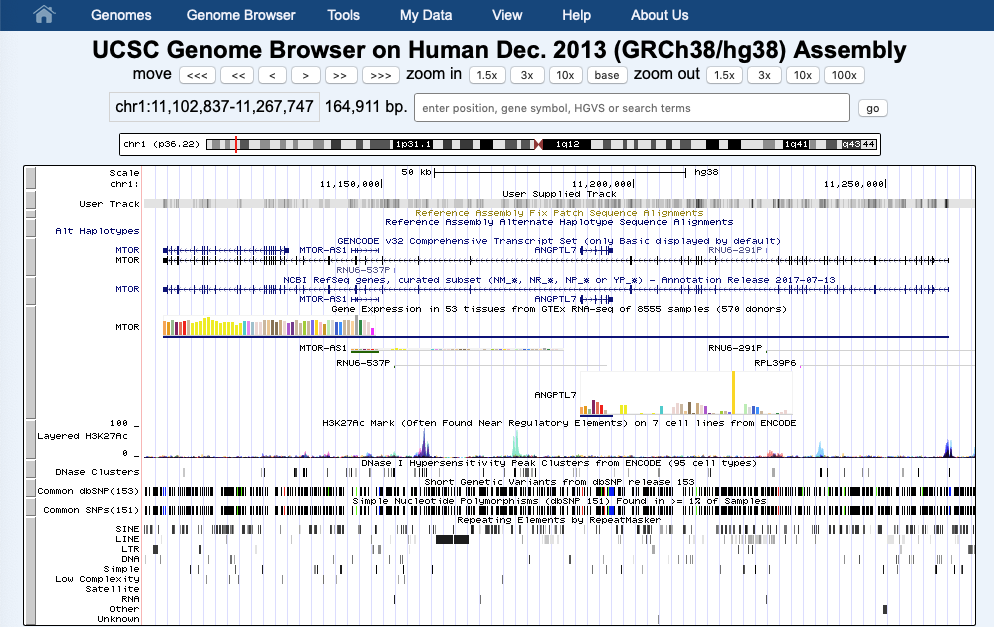 Genomes Genome Browser Tools My Data View Help About Us
UCSC Genome Browser on Human Dec. 2013 (GRCh38/hg38) Assembly
move <<< << < > >> >>> zoom in 1.5x 3x 10x base zoom out 1.5x 3x 10x 100x
chr1:11,102,837-11,267,747 164,911 bp. enter position, gene symbol, HGVS or search terms go
chr1 (p36.22) 1p31.1 1q12 1q41 q43 44
Scale 50 kb hg38
chr1: 11,150,000 11,200,000 11,250,000
User Supplied Track
User Track
Reference Assembly Fix Patch Sequence Alignments
Reference Assembly Alternate Haplotype Sequence Alignments
Alt Haplotypes
GENCODE v32 Comprehensive Transcript Set (only Basic displayed by default)
MTOR MTOR-AS1 ANGPTL7 RNU6-291P
MTOR
RNU6-537P
NCBI RefSeq genes, curated subset (NM_*, NR_*, NP_* or YP_*) - Annotation Release 2017-07-13
MTOR
MTOR-AS1 ANGPTL7
Gene Expression in 53 tissues from GTEx RNA-seq of 8555 samples (570 donors)
MTOR
MTOR-AS1 RNU6-291P
RNU6-537P RPL39P6
ANGPTL7
H3K27Ac Mark (Often Found Near Regulatory Elements) on 7 cell lines from ENCODE
100
Layered H3K27Ac
0
DNase I Hypersensitivity Peak Clusters from ENCODE (95 cell types)
DNase Clusters
Short Genetic Variants from dbSNP release 153
Common dbSNP(153)
Simple Nucleotide Polymorphisms (dbSNP 151) Found in >= 1% of Samples
Common SNPs(151)
Repeating Elements by RepeatMasker
SINE
LINE
LTR
DNA
Simple
Low Complexity
Satellite
RNA
Other
Unknown